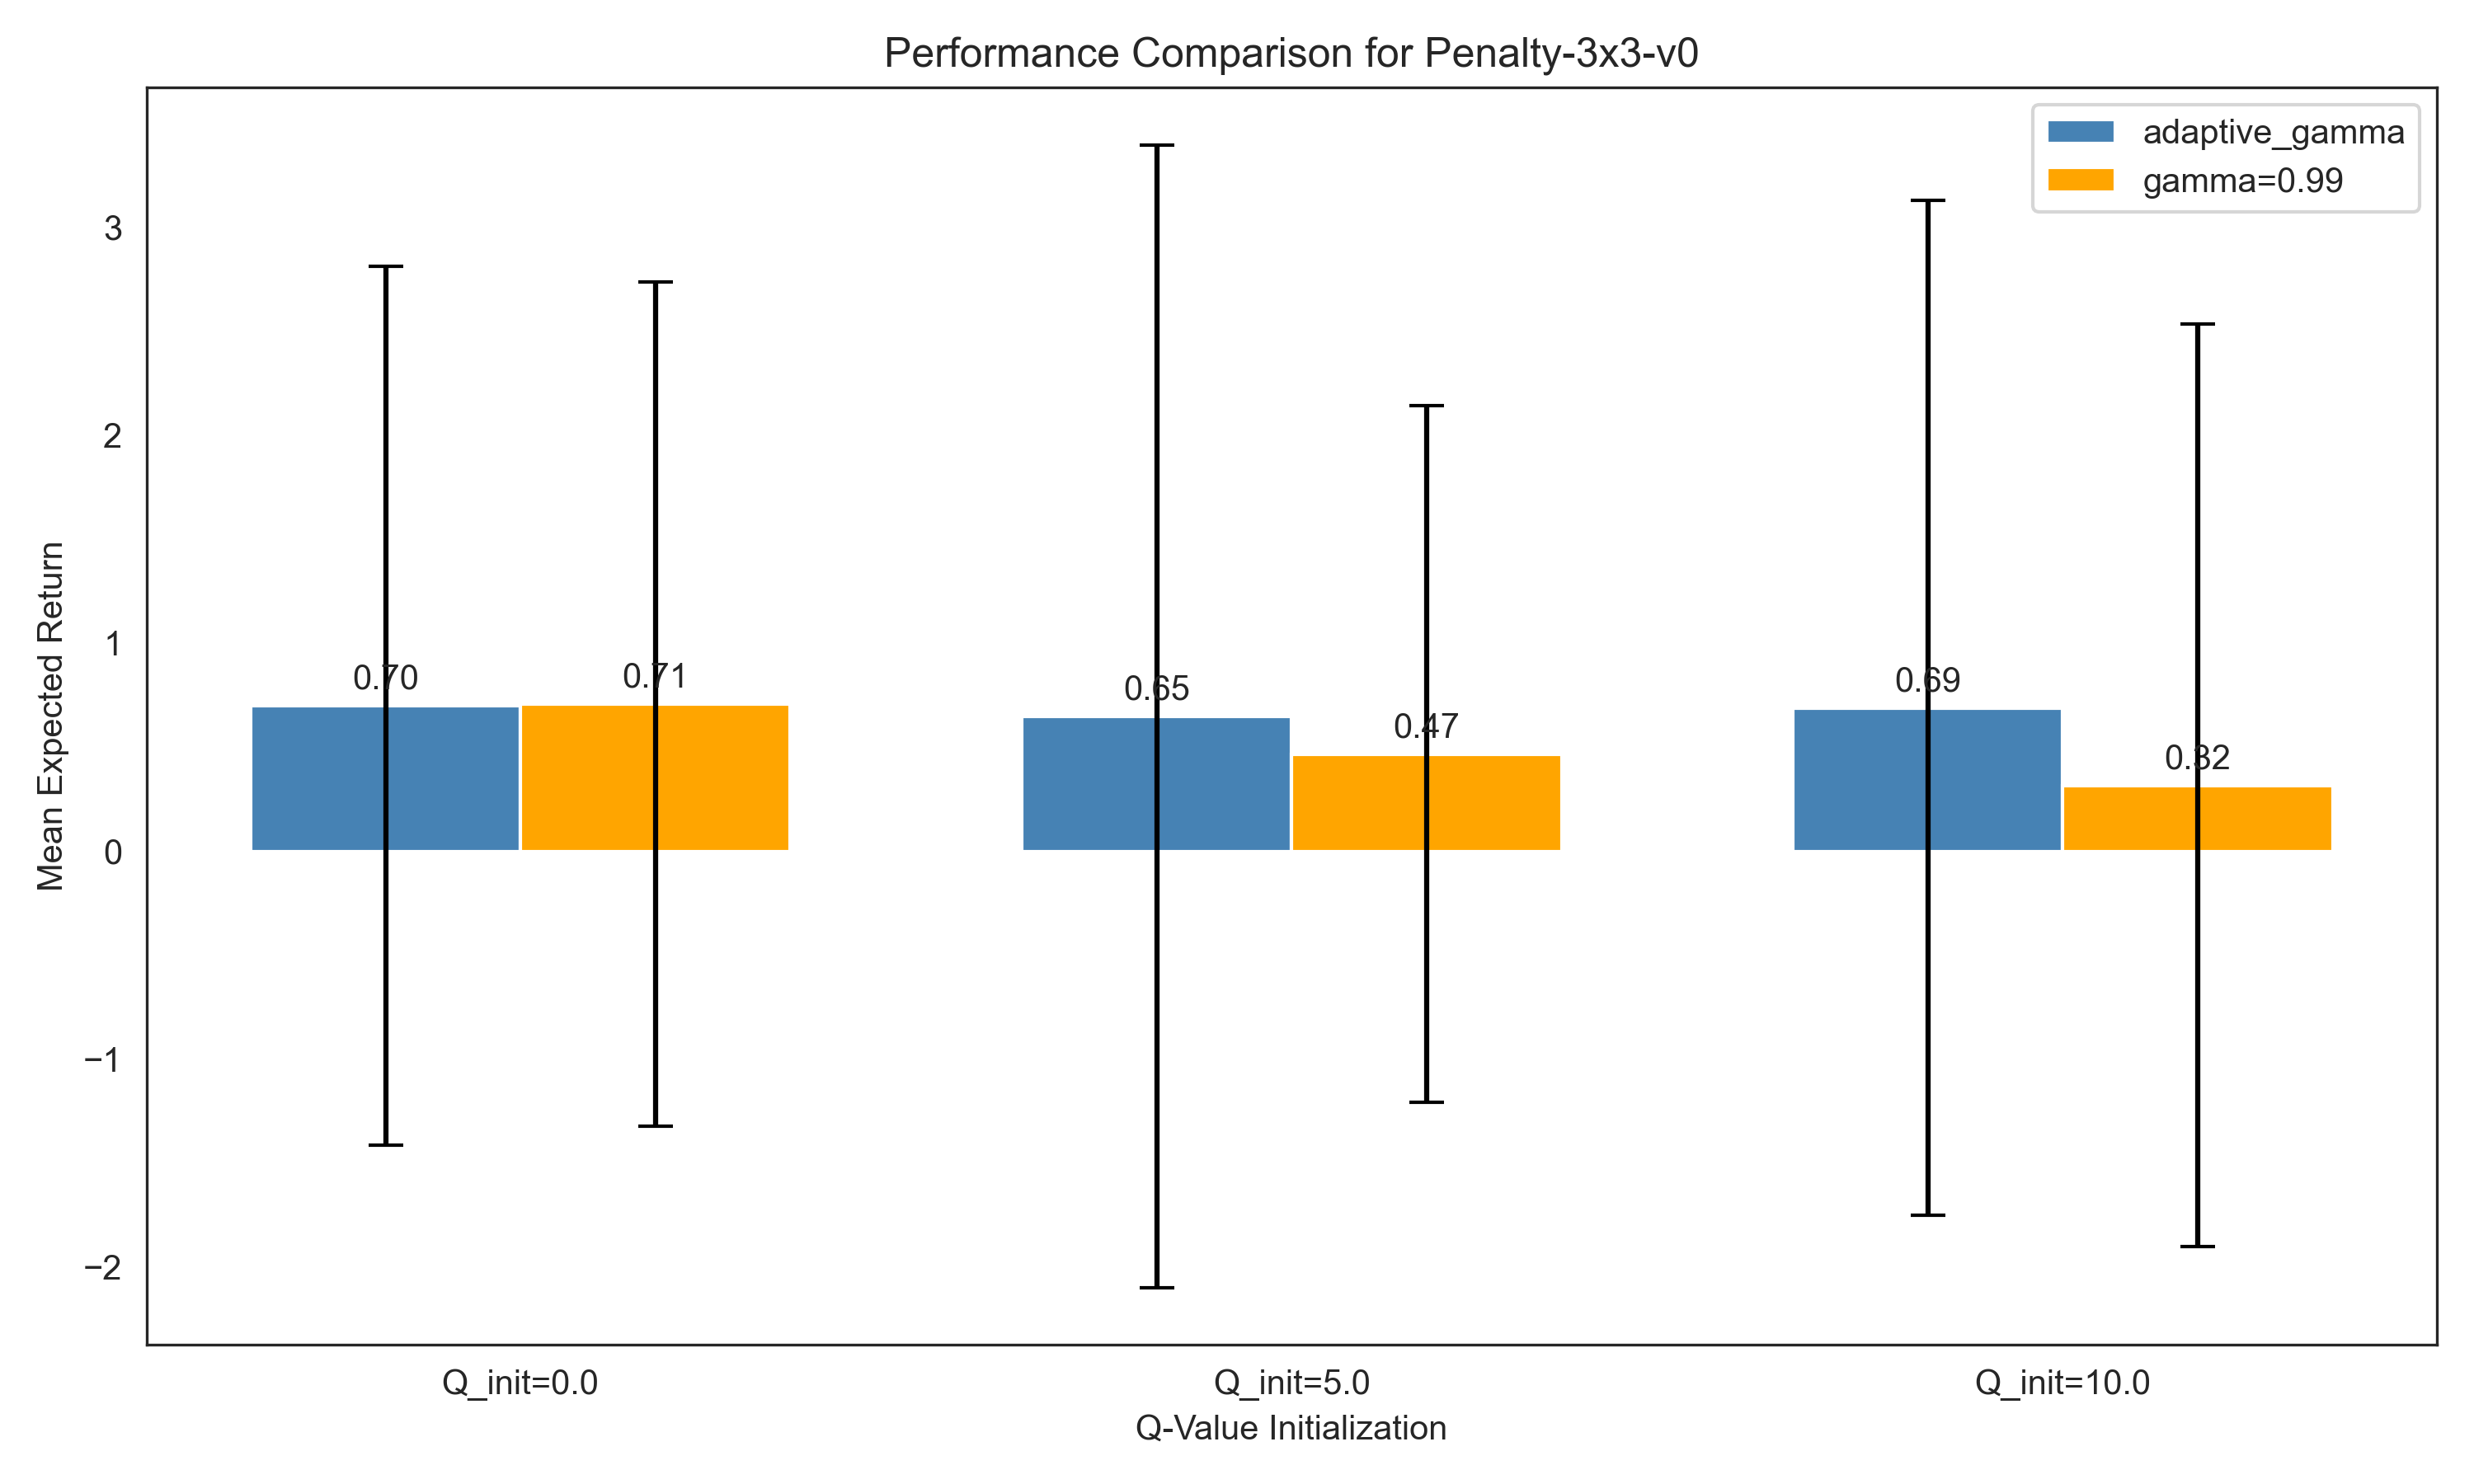 Performance Comparison for Penalty-3x3-v0
adaptive_gamma
gamma=0.99
Mean Expected Return
3
2
1
0
−1
−2
0.70
0.71
0.65
0.47
0.69
0.32
Q_init=0.0
Q_init=5.0
Q_init=10.0
Q-Value Initialization